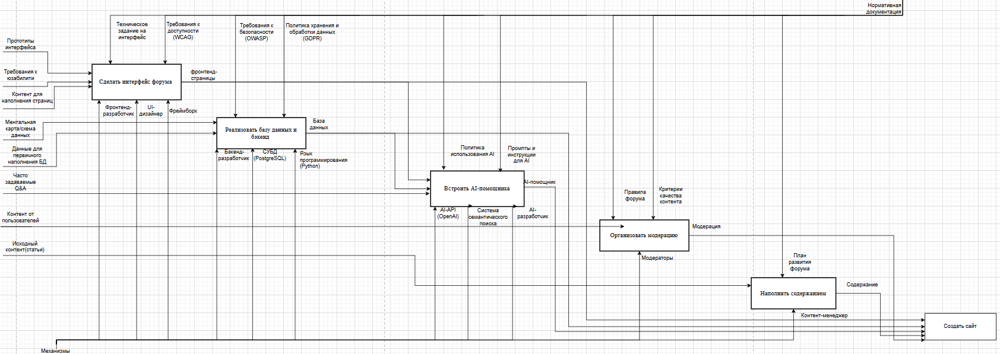 Нормативная
документация
Техническое
задание на
интерфейс
Требования к
доступности
(WCAG)
Требования к
безопасности
(OWASP)
Политика хранения и
обработки данных
(GDPR)
Прототипы
интерфейса
Требования к
юзабилити
Контент для
наполнения страниц
Сделать интерфейс форума
фронтенд-
страницы
Фронтенд-
разработчик
UI-
дизайнер
Фреймборк
Ментальная
карта/схема
данных
Данные для
первичного
наполнения БД
Реализовать базу данных и
бэкенд
База
данных
Бэкенд-
разработчик
СУБД
(PostgreSQL)
Язык
программирования
(Python)
Политика
использования AI
Промпты и
инструкции
для AI
Часто
задаваемые
Q&A
Встроить AI-помощника
AI-помощник
AI-API
(OpenAI)
Система
семантического
поиска
AI-
разработчик
Правила
форума
Критерии
качества
контента
Контент от
пользователей
Организовать модерацию
Модерация
Модераторы
Исходный
контент(статьи)
План
развития
форума
Наполнить содержанием
Содержание
Контент-менеджер
Создать сайт
Механизмы